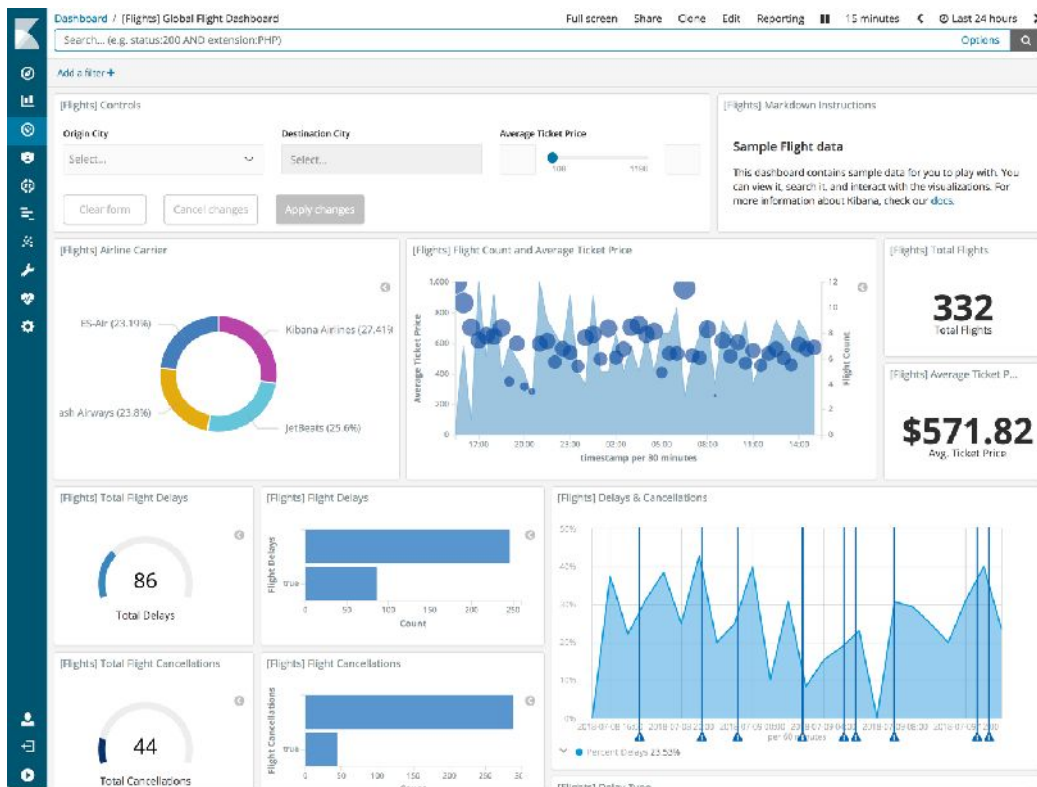 Dashboard / [Flights] Global Flight Dashboard
Full screen Share Clone Edit Reporting 15 minutes Last 24 hours
Search... (e.g. status:200 AND extension:PHP)
Options
Add a filter +
[Flights] Controls
Origin City
Select...
Destination City
Select...
Average Ticket Price
100 1190
Clear form
Cancel changes
Apply changes
[Flights] Markdown Instructions
Sample Flight data
This dashboard contains sample data for you to play with. You
can view it, search it, and interact with the visualizations. For
more information about Kibana, check our docs.
[Flights] Airline Carrier
ES-Air (23.19%)
Kibana Airlines (27.41%
ash Airways (23.8%)
JetBeats (25.6%)
[Flights] Flight Count and Average Ticket Price
Average Ticket Price
1,000
800
600
400
200
0
12
10
8
6
4
2
0
Flight Count
17:00 20:00 23:00 02:00 05:00 08:00 11:00 14:00
timestamp per 30 minutes
[Flights] Total Flights
332
Total Flights
[Flights] Average Ticket P...
$571.82
Avg. Ticket Price
[Flights] Total Flight Delays
86
Total Delays
[Flights] Flight Delays
Flight Delays
true
0 50 100 150 200 250
Count
[Flights] Delays & Cancellations
50%
40%
30%
20%
10%
0%
per 60 minutes
Percent Delays 23.53%
[Flights] Total Flight Cancellations
44
Total Cancellations
[Flights] Flight Cancellations
Flight Cancellations
true
0 50 100 150 200 250
Count
[Flights] Delay Type